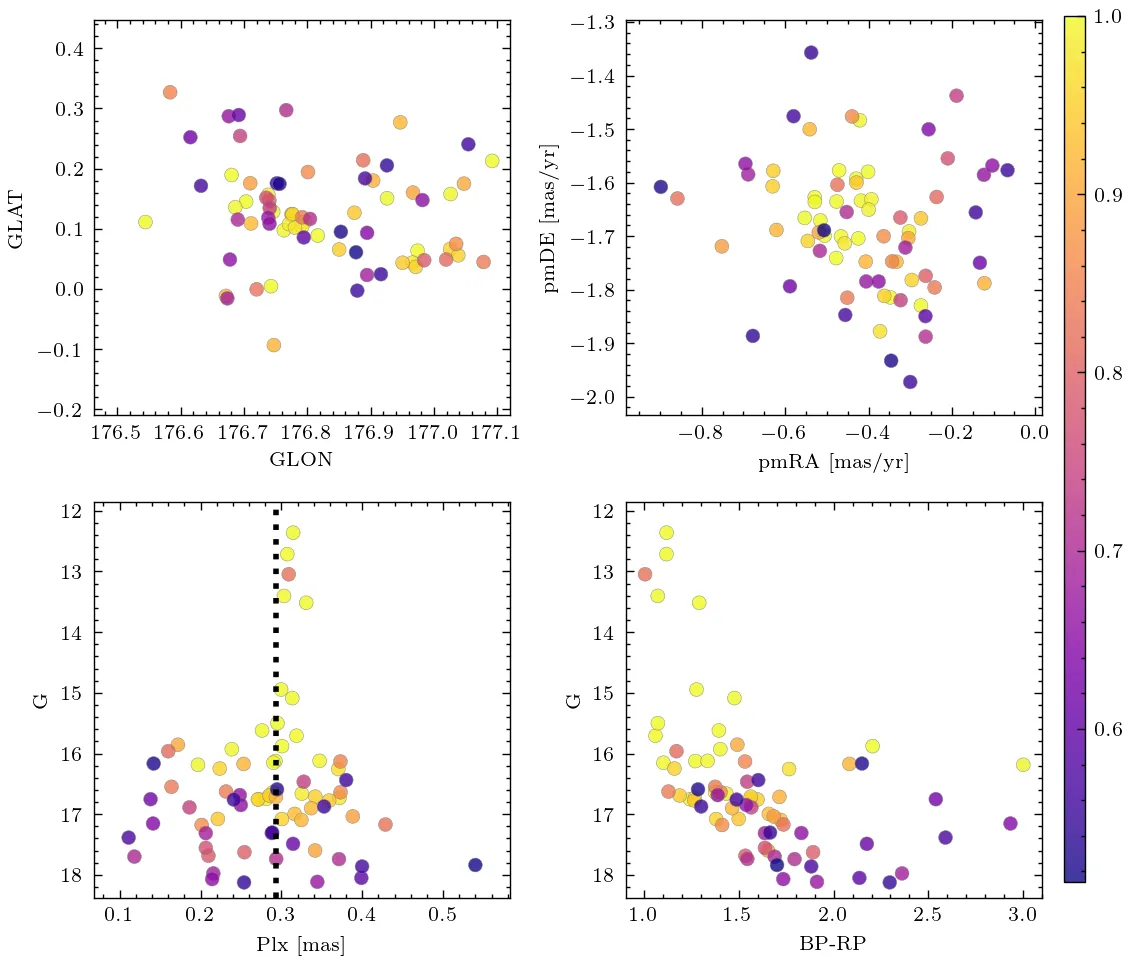 0.4
0.3
0.2
0.1
0.0
−0.1
−0.2
GLAT
176.5 176.6 176.7 176.8 176.9 177.0 177.1
GLON
−1.3
−1.4
−1.5
−1.6
−1.7
−1.8
−1.9
−2.0
pmDE [mas/yr]
−0.8 −0.6 −0.4 −0.2 0.0
pmRA [mas/yr]
12
13
14
15
16
17
18
G
0.1 0.2 0.3 0.4 0.5
Plx [mas]
12
13
14
15
16
17
18
G
1.0 1.5 2.0 2.5 3.0
BP-RP
1.0
0.9
0.8
0.7
0.6